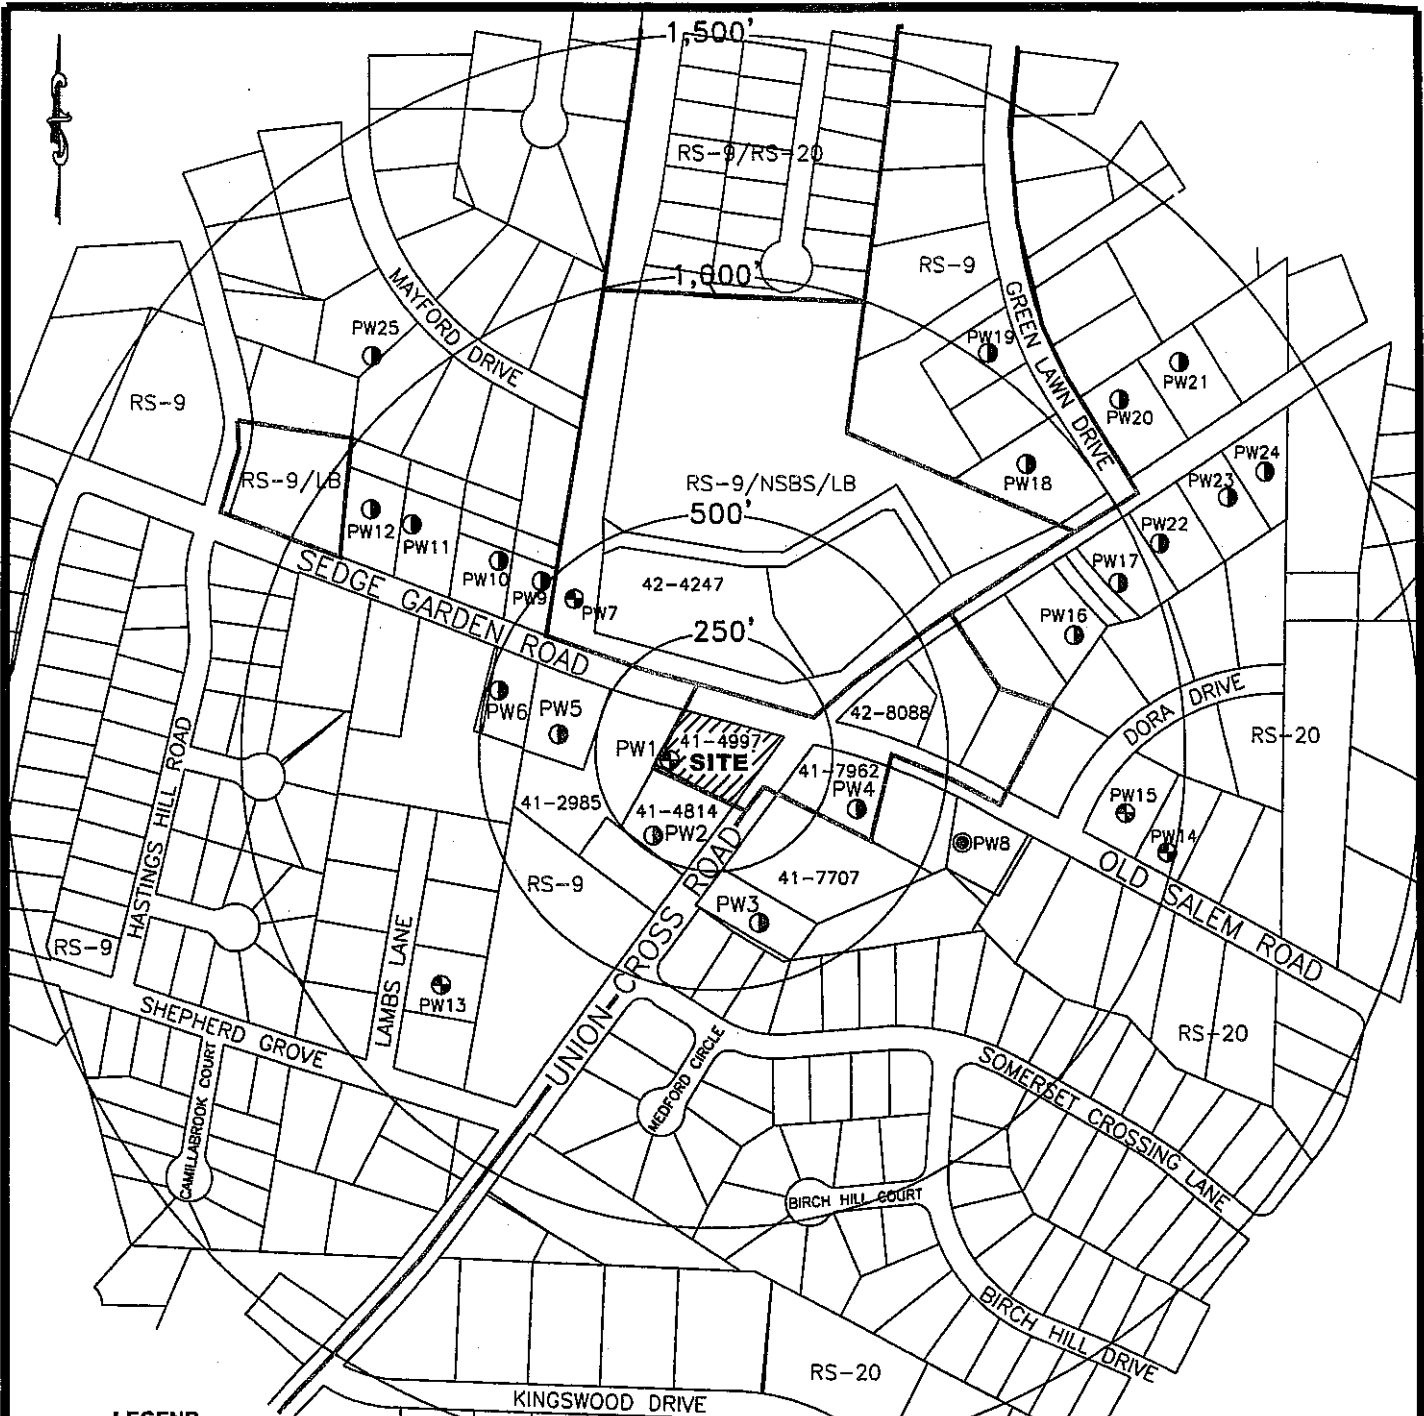 1,500'
RS-9/RS-20
1,000'
RS-9
MAYFORD DRIVE
GREEN LAWN DRIVE
PW25
PW19
PW21
PW20
RS-9
PW24
RS-9/LB
RS-9/NSBS/LB
PW18
PW23
500'
PW12
PW11
PW22
PW10
PW17
SEDGE GARDEN ROAD
PW9
PW7
42-4247
PW16
250'
DORA DRIVE
PW6
PW5
42-8088
RS-20
HASTINGS HILL ROAD
PW1
41-4997
SITE
41-7962
PW4
PW15
41-2985
41-4814
PW2
PW14
PW8
OLD SALEM ROAD
RS-9
41-7707
PW3
RS-9
LAMBS LANE
PW13
UNION CROSS ROAD
SHEPHERD GROVE
RS-20
CAMILLABROOK COURT
MEDFORD CIRCLE
SOMERSET CROSSING LANE
BIRCH HILL COURT
BIRCH HILL DRIVE
RS-20
KINGSWOOD DRIVE
LEGEND